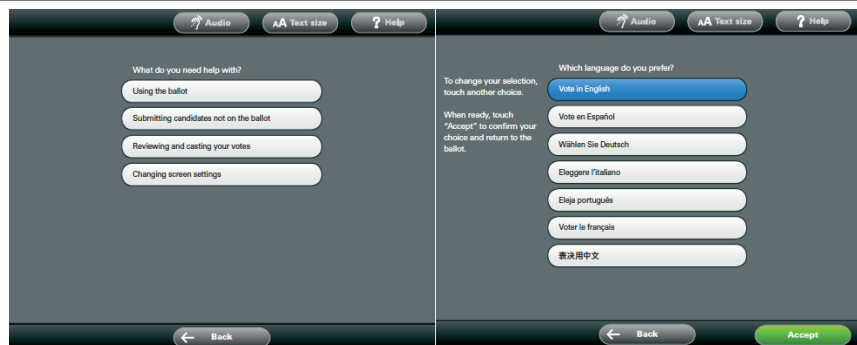 Audio
AA Text size
? Help
What do you need help with?
Using the ballot
Submitting candidates not on the ballot
Reviewing and casting your votes
Changing screen settings
← Back
Audio
AA Text size
? Help
To change your selection,
touch another choice.
When ready, touch
"Accept" to confirm your
choice and return to the
ballot.
Which language do you prefer?
Vote in English
Vote en Español
Wählen Sie Deutsch
Eleggere l'italiano
Eleja português
Voter le français
表决用中文
← Back
Accept